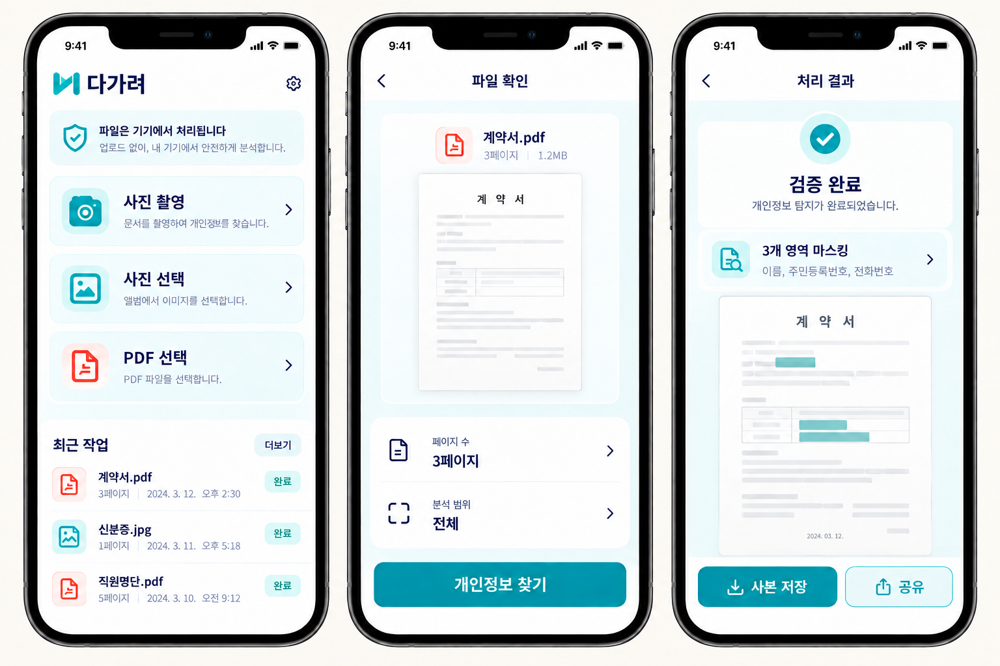 9:41
다가려
파일은 기기에서 처리됩니다
업로드 없이, 내 기기에서 안전하게 분석합니다.
사진 촬영
문서를 촬영하여 개인정보를 찾습니다.
사진 선택
앨범에서 이미지를 선택합니다.
PDF 선택
PDF 파일을 선택합니다.
최근 작업
더보기
계약서.pdf
3페이지 | 2024. 3. 12. 오후 2:30
완료
신분증.jpg
1페이지 | 2024. 3. 11. 오후 5:18
완료
직원명단.pdf
5페이지 | 2024. 3. 10. 오전 9:12
완료
9:41
파일 확인
계약서.pdf
3페이지 | 1.2MB
계 약 서
페이지 수
3페이지
분석 범위
전체
개인정보 찾기
9:41
처리 결과
검증 완료
개인정보 탐지가 완료되었습니다.
3개 영역 마스킹
이름, 주민등록번호, 전화번호
계 약 서
2024. 03. 12.
사본 저장
공유